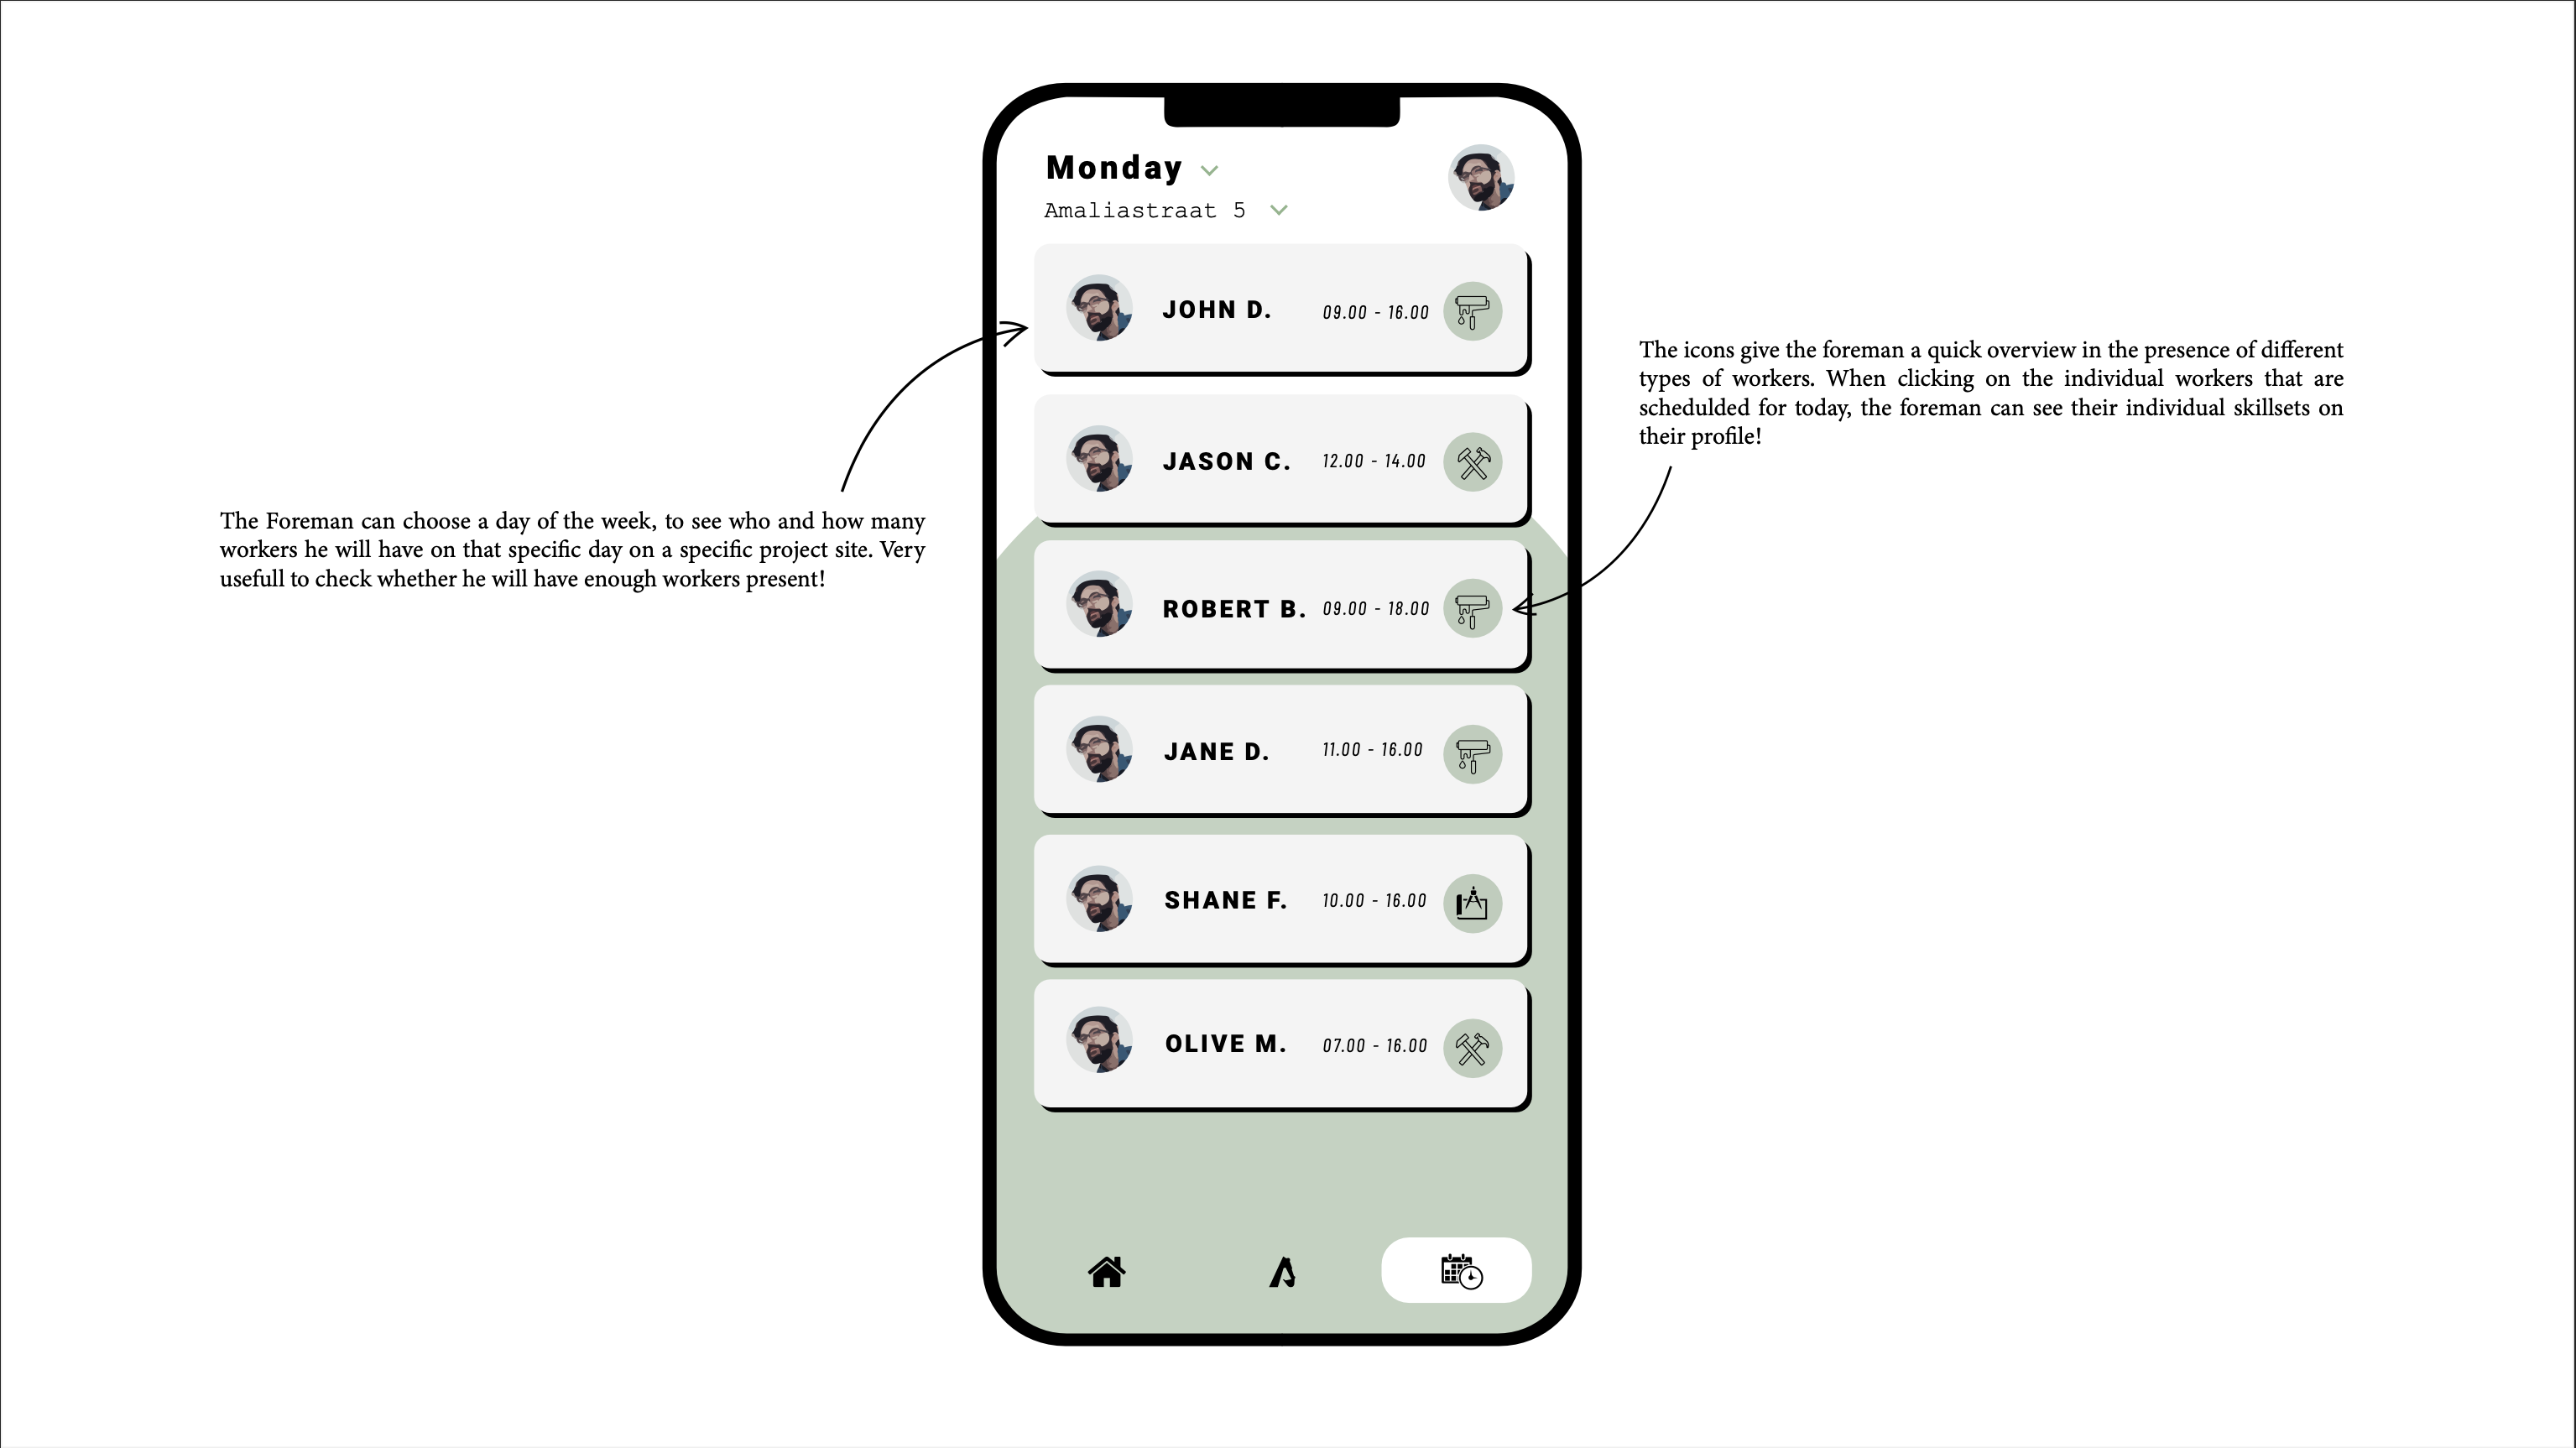 Monday
Amaliastraat 5
JOHN D. 09.00 - 16.00
JASON C. 12.00 - 14.00
ROBERT B. 09.00 - 18.00
JANE D. 11.00 - 16.00
SHANE F. 10.00 - 16.00
OLIVE M. 07.00 - 16.00
The Foreman can choose a day of the week, to see who and how many
workers he will have on that specific day on a specific project site. Very
usefull to check whether he will have enough workers present!
The icons give the foreman a quick overview in the presence of different
types of workers. When clicking on the individual workers that are
schedulded for today, the foreman can see their individual skillsets on
their profile!